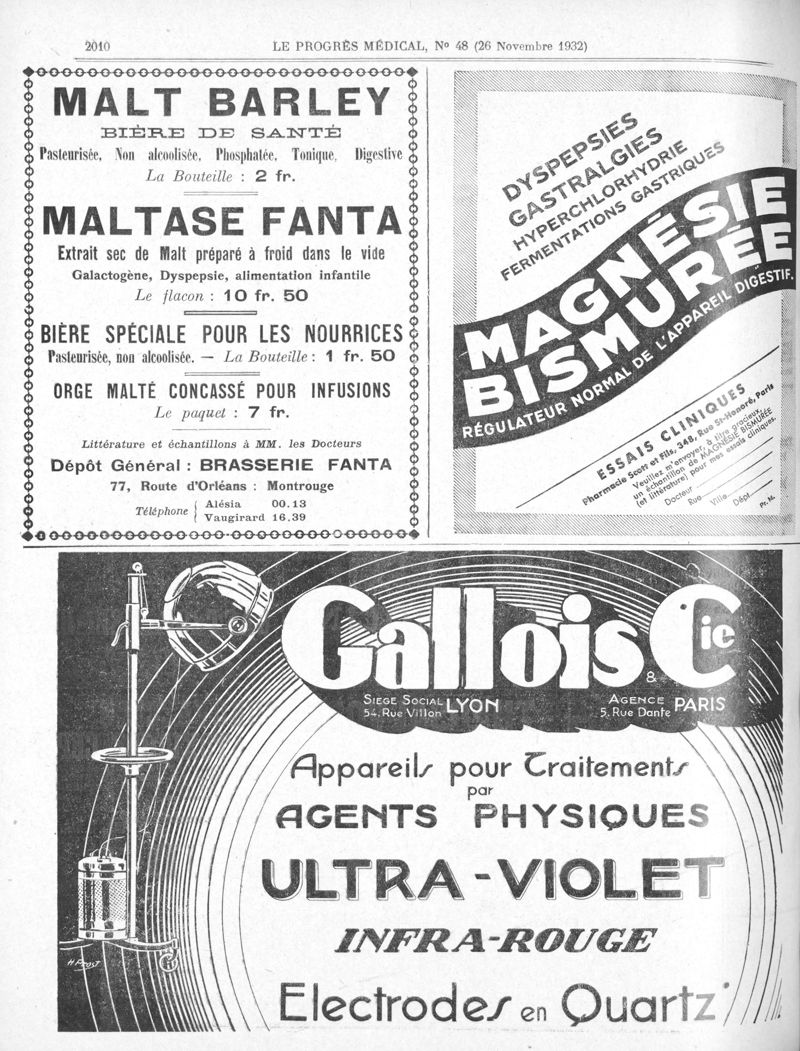 2010
LE PROGRÈS MÉDICAL, No 48 (26 Novembre 1932)
MALT BARLEY
BIÈRE DE SANTÉ
Pasteurisée, Non alcoolisée, Phosphatée, Tonique, Digestive
La Bouteille : 2 fr.
MALTASE FANTA
Extrait sec de Malt préparé à froid dans le vide
Galactogène, Dyspepsie, alimentation infantile
Le flacon : 10 fr. 50
BIÈRE SPÉCIALE POUR LES NOURRICES
Pasteurisée, non alcoolisée. — La Bouteille : 1 fr. 50
ORGE MALTÉ CONCASSÉ POUR INFUSIONS
Le paquet : 7 fr.
Littérature et échantillons à MM. les Docteurs
Dépôt Général : BRASSERIE FANTA
77, Route d'Orléans : Montrouge
Téléphone { Alésia 00.13
Vaugirard 16.39
DYSPEPSIES
GASTRALGIES
HYPERCHLORHYDRIE
FERMENTATIONS GASTRIQUES
MAGNÉSIE
BISMURÉE
RÉGULATEUR NORMAL DE L'APPAREIL DIGESTIF.
ESSAIS CLINIQUES
Pharmacie Scott et Fils, 348, Rue St-Honoré, Paris
Veuillez m'envoyer, à titre gracieux,
un échantillon de MAGNÉSIE BISMURÉE
(et littérature) pour mes essais cliniques.
Docteur
Rue
Ville Dépt
Pr. M.
Gallois & Cie
SIEGE SOCIAL
54. Rue Villon LYON
AGENCE
5. Rue Dante PARIS
Appareils pour Traitements
par
AGENTS PHYSIQUES
ULTRA-VIOLET
INFRA-ROUGE
Electrodes en Quartz
H. Prost